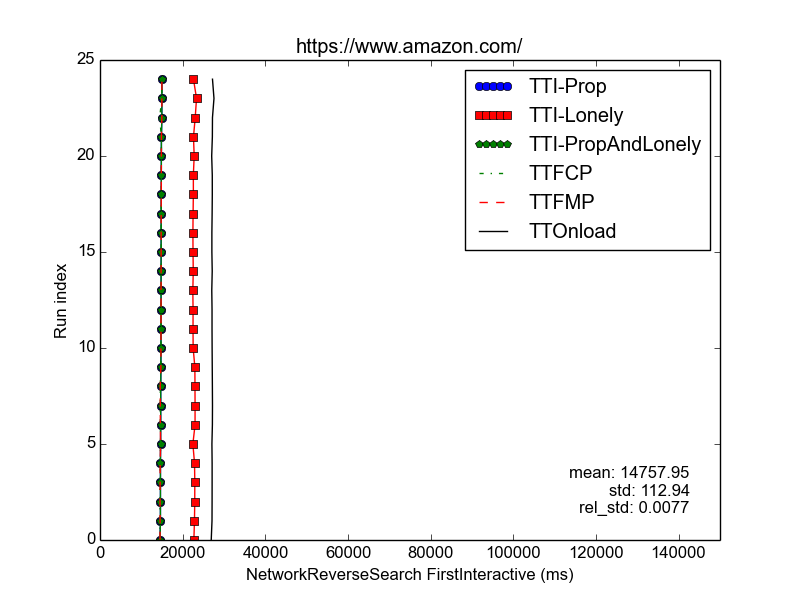 https://www.amazon.com/
25
20
15
10
5
0
Run index
TTI-Prop
TTI-Lonely
TTI-PropAndLonely
TTFCP
TTFMP
TTOnload
mean: 14757.95
std: 112.94
rel_std: 0.0077
0 20000 40000 60000 80000 100000 120000 140000
NetworkReverseSearch FirstInteractive (ms)